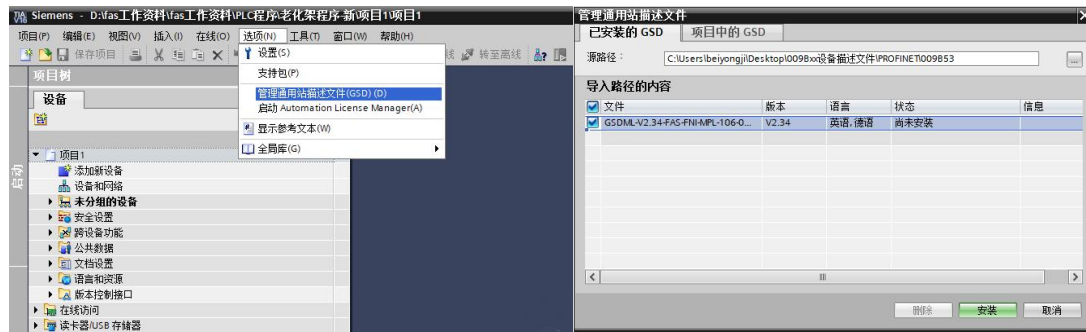 Siemens - D:\fas工作资料\fas工作资料\PLC程序\老化架程序-新\项目1\项目1
项目(P) 编辑(E) 视图(V) 插入(I) 在线(O) 选项(N) 工具(T) 窗口(W) 帮助(H)
保存项目
转至离线
设置(S)
支持包(P)
管理通用站描述文件(GSD) (D)
启动 Automation License Manager(A)
显示参考文本(W)
全局库(G)
项目树
设备
启动
项目1
添加新设备
设备和网络
未分组的设备
安全设置
跨设备功能
公共数据
文档设置
语言和资源
版本控制接口
在线访问
读卡器/USB 存储器
管理通用站描述文件
已安装的 GSD 项目中的 GSD
源路径: C:\Users\beiyongji\Desktop\009Bxx\设备描述文件\PROFINET\009B53
导入路径的内容
文件 版本 语言 状态 信息
GSDML-V2.34-FAS-FNI-MPL-106-0... V2.34 英语, 德语 尚未安装
删除 安装 取消